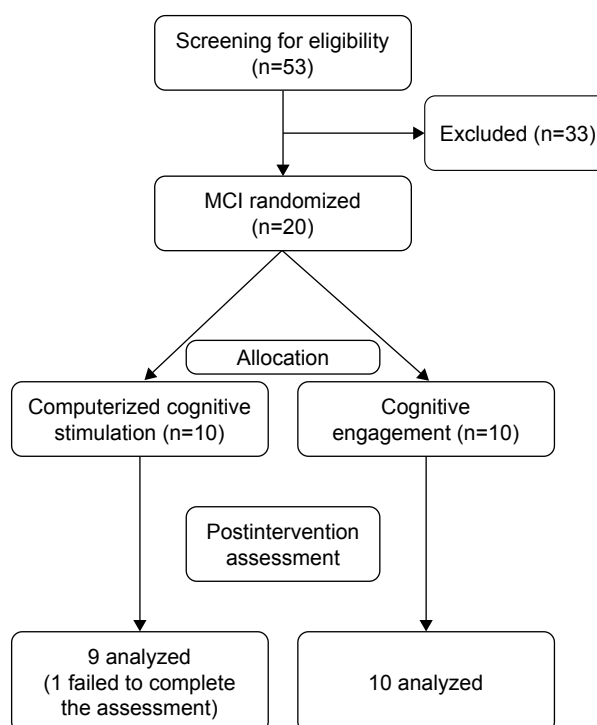 Screening for eligibility
(n=53)
Excluded (n=33)
MCI randomized
(n=20)
Allocation
Computerized cognitive
stimulation (n=10)
Cognitive
engagement (n=10)
Postintervention
assessment
9 analyzed
(1 failed to complete
the assessment)
10 analyzed